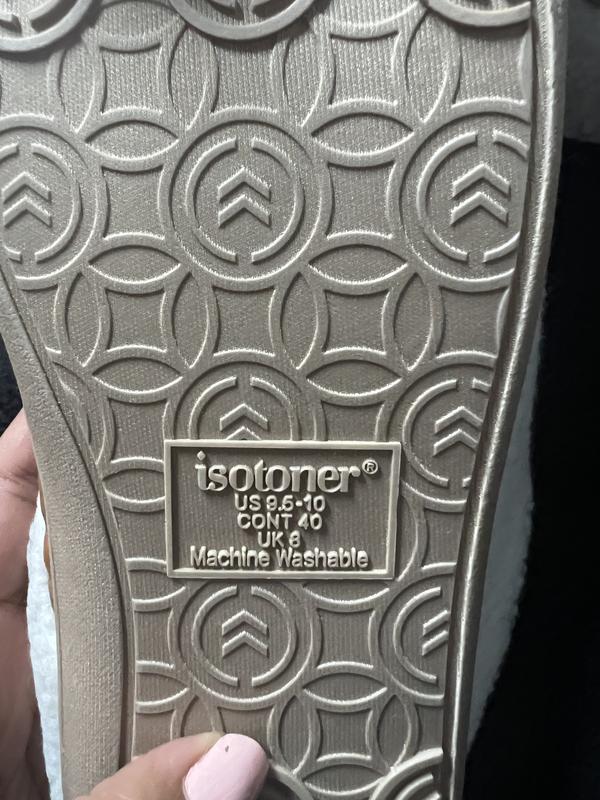 isotoner®
US 9.5-10
CONT 40
UK 8
Machine Washable